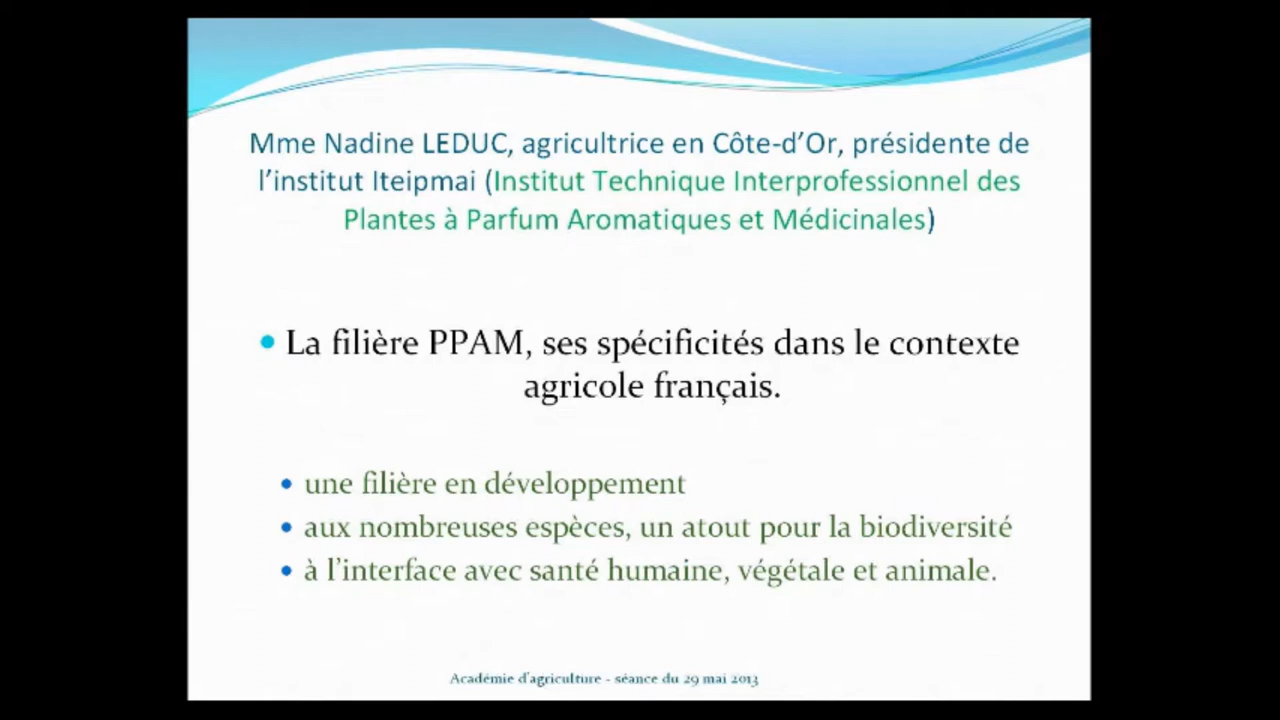 Mme Nadine LEDUC, agricultrice en Côte-d’Or, présidente de
l’institut Iteipmai (Institut Technique Interprofessionnel des
Plantes à Parfum Aromatiques et Médicinales)
• La filière PPAM, ses spécificités dans le contexte
agricole français.
• une filière en développement
• aux nombreuses espèces, un atout pour la biodiversité
• à l’interface avec santé humaine, végétale et animale.
Académie d’agriculture - séance du 29 mai 2013